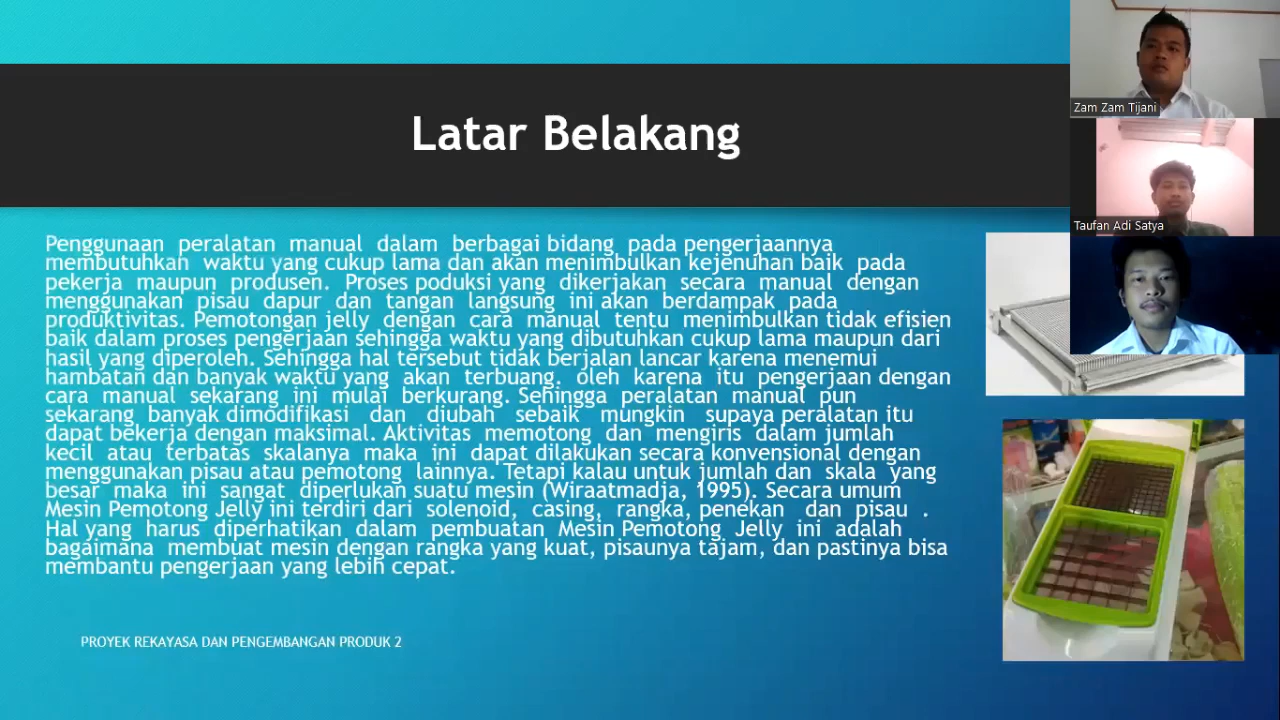 Latar Belakang
Penggunaan peralatan manual dalam berbagai bidang pada pengerjaannya
membutuhkan waktu yang cukup lama dan akan menimbulkan kejenuhan baik pada
pekerja maupun produsen. Proses poduksi yang dikerjakan secara manual dengan
menggunakan pisau dapur dan tangan langsung ini akan berdampak pada
produktivitas. Pemotongan jelly dengan cara manual tentu menimbulkan tidak efisien
baik dalam proses pengerjaan sehingga waktu yang dibutuhkan cukup lama maupun dari
hasil yang diperoleh. Sehingga hal tersebut tidak berjalan lancar karena menemui
hambatan dan banyak waktu yang akan terbuang. oleh karena itu pengerjaan dengan
cara manual sekarang ini mulai berkurang. Sehingga peralatan manual pun
sekarang banyak dimodifikasi dan diubah sebaik mungkin supaya peralatan itu
dapat bekerja dengan maksimal. Aktivitas memotong dan mengiris dalam jumlah
kecil atau terbatas skalanya maka ini dapat dilakukan secara konvensional dengan
menggunakan pisau atau pemotong lainnya. Tetapi kalau untuk jumlah dan skala yang
besar maka ini sangat diperlukan suatu mesin (Wiraatmadja, 1995). Secara umum
Mesin Pemotong Jelly ini terdiri dari solenoid, casing, rangka, penekan dan pisau .
Hal yang harus diperhatikan dalam pembuatan Mesin Pemotong Jelly ini adalah
bagaimana membuat mesin dengan rangka yang kuat, pisaunya tajam, dan pastinya bisa
membantu pengerjaan yang lebih cepat.
PROYEK REKAYASA DAN PENGEMBANGAN PRODUK 2
Zam Zam Tijani
Taufan Adi Satya